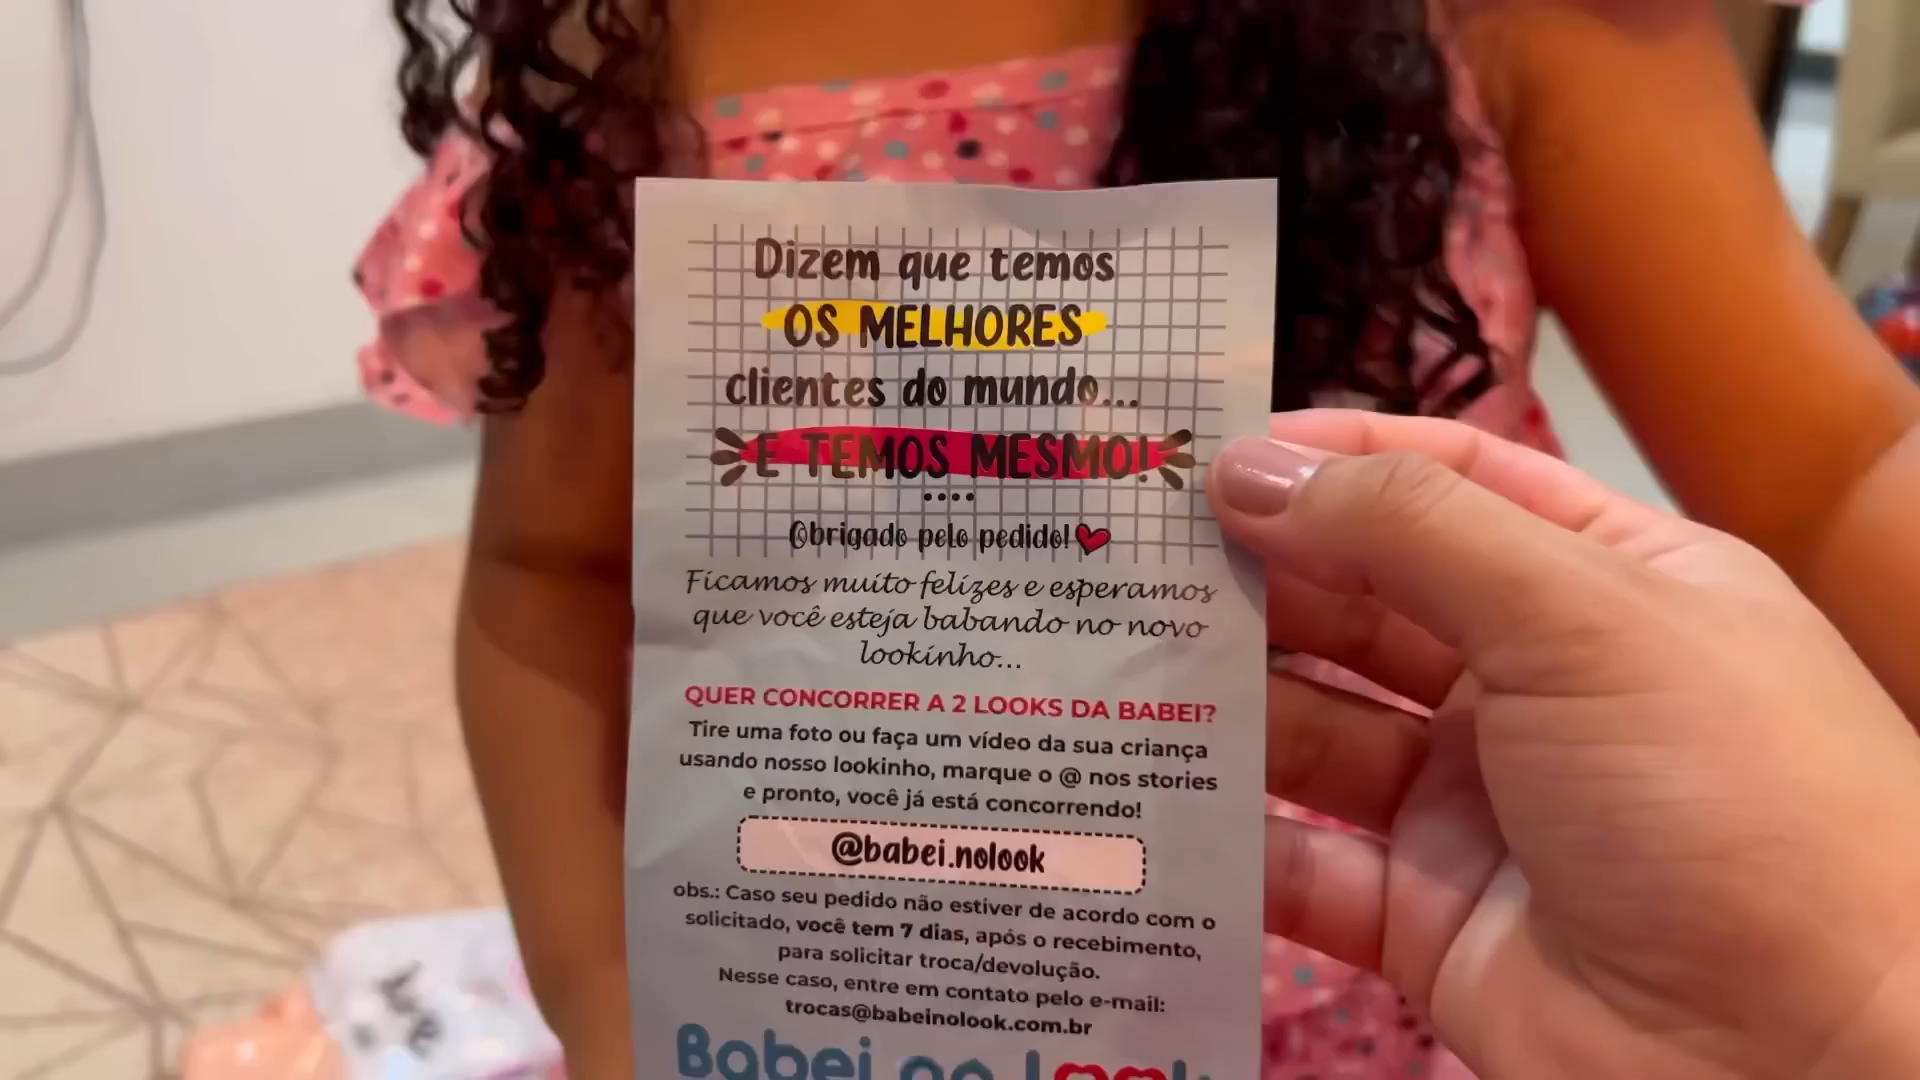 Dizem que temos
OS MELHORES
clientes do mundo...
E TEMOS MESMO!
Obrigado pelo pedido!
Ficamos muito felizes e esperamos
que você esteja babando no novo
lookinho...
QUER CONCORRER A 2 LOOKS DA BABEI?
Tire uma foto ou faça um vídeo da sua criança
usando nosso lookinho, marque o @ nos stories
e pronto, você já está concorrendo!
@babei.nolook
obs.: Caso seu pedido não estiver de acordo com o
solicitado, você tem 7 dias, após o recebimento,
para solicitar troca/devolução.
Nesse caso, entre em contato pelo e-mail:
trocas@babeinolook.com.br
Babei no look